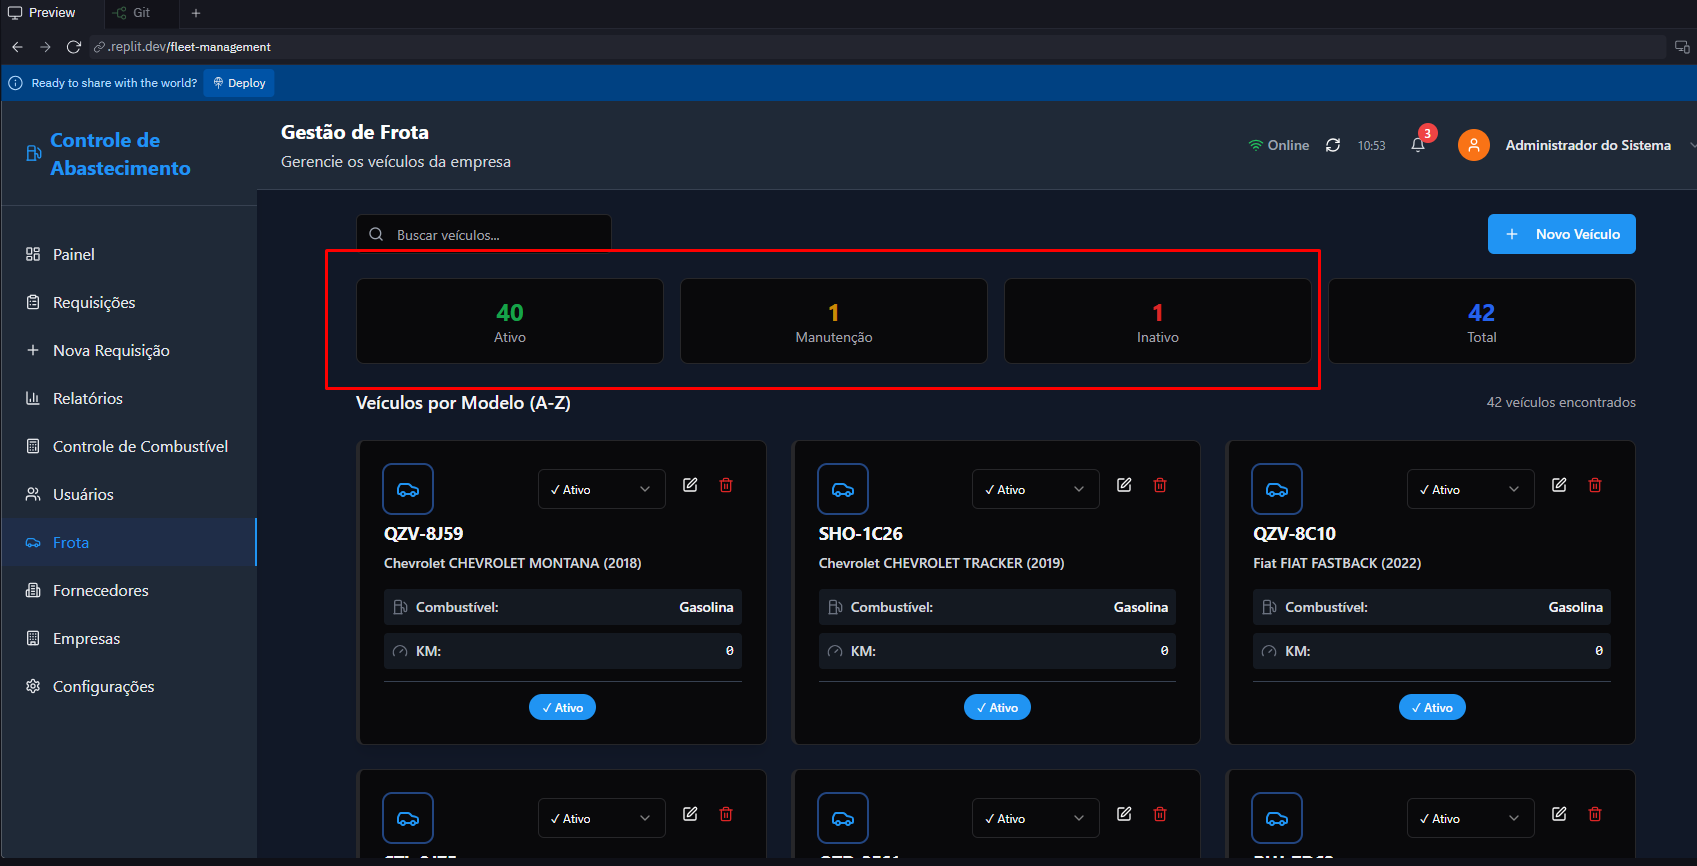 Preview
Git
.replit.dev/fleet-management
Ready to share with the world?
Deploy
Controle de
Abastecimento
Gestão de Frota
Gerencie os veículos da empresa
Online
10:53
3
Administrador do Sistema
Painel
Requisições
Nova Requisição
Relatórios
Controle de Combustível
Usuários
Frota
Fornecedores
Empresas
Configurações
Buscar veículos...
Novo Veículo
40
Ativo
1
Manutenção
1
Inativo
42
Total
Veículos por Modelo (A-Z)
42 veículos encontrados
✓ Ativo
QZV-8J59
Chevrolet CHEVROLET MONTANA (2018)
Combustível: Gasolina
KM: 0
✓ Ativo
✓ Ativo
SHO-1C26
Chevrolet CHEVROLET TRACKER (2019)
Combustível: Gasolina
KM: 0
✓ Ativo
✓ Ativo
QZV-8C10
Fiat FIAT FASTBACK (2022)
Combustível: Gasolina
KM: 0
✓ Ativo
✓ Ativo
✓ Ativo
✓ Ativo